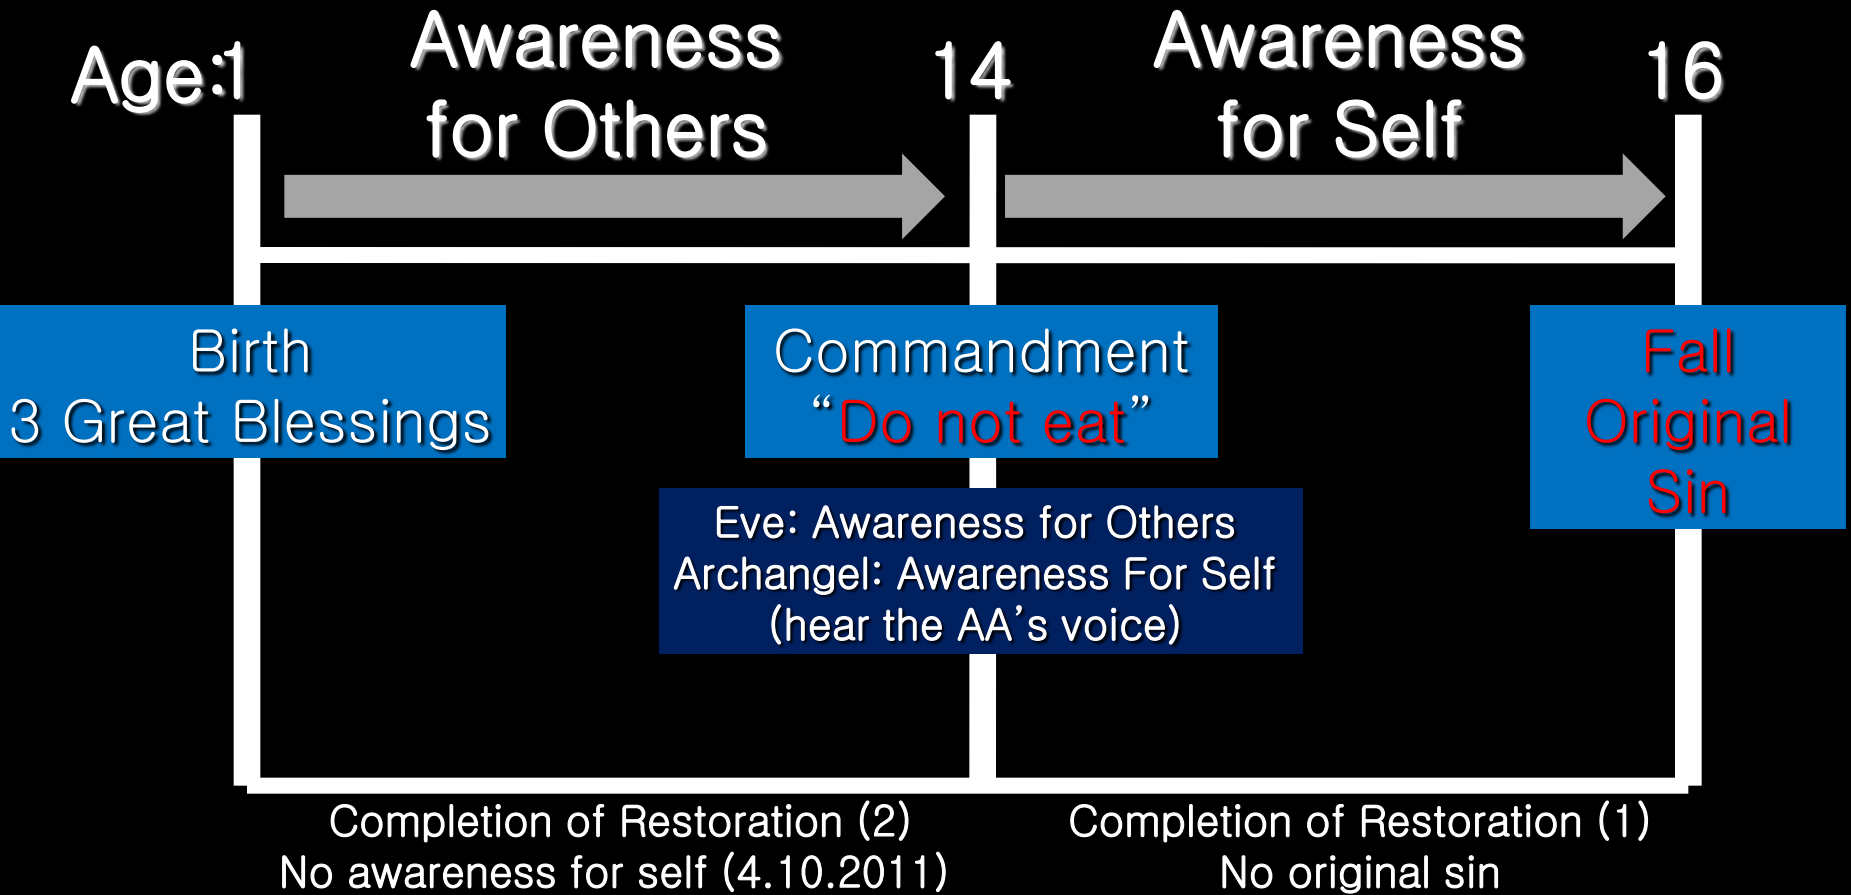 Age:1
Awareness
for Others
14
Awareness
for Self
16
Birth
3 Great Blessings
Commandment
“Do not eat”
Fall
Original
Sin
Eve: Awareness for Others
Archangel: Awareness For Self
(hear the AA’s voice)
Completion of Restoration (2)
No awareness for self (4.10.2011)
Completion of Restoration (1)
No original sin